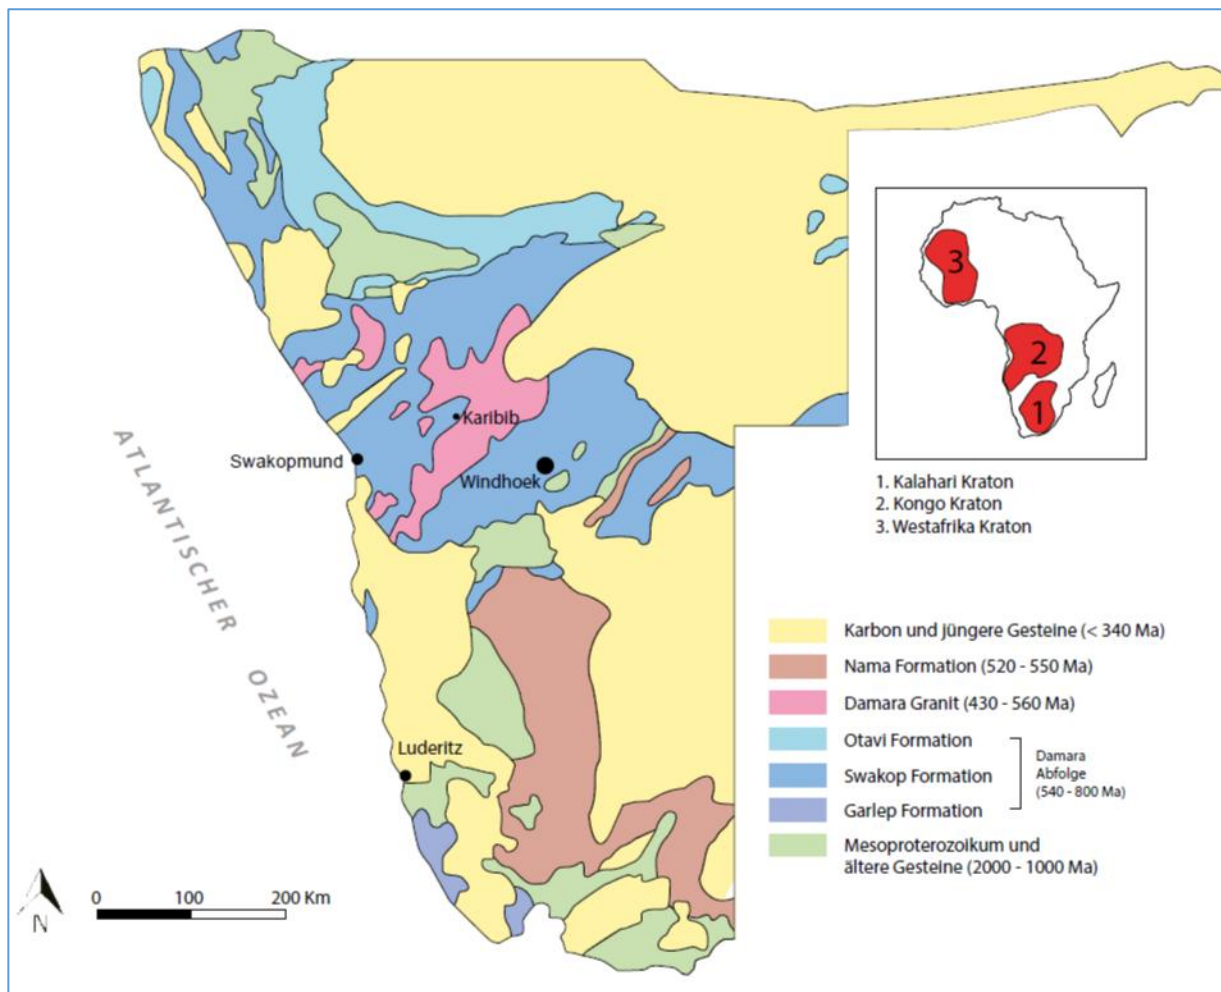 Karibib
Swakopmund
Windhoek
ATLANTISCHER OZEAN
Luderitz
N
0 100 200 Km
3
2
1
1. Kalahari Kraton
2. Kongo Kraton
3. Westafrika Kraton
Karbon und jüngere Gesteine (< 340 Ma)
Nama Formation (520 - 550 Ma)
Damara Granit (430 - 560 Ma)
Otavi Formation
Swakop Formation
Garlep Formation
Damara
Abfolge
(540 - 800 Ma)
Mesoproterozoikum und
ältere Gesteine (2000 - 1000 Ma)